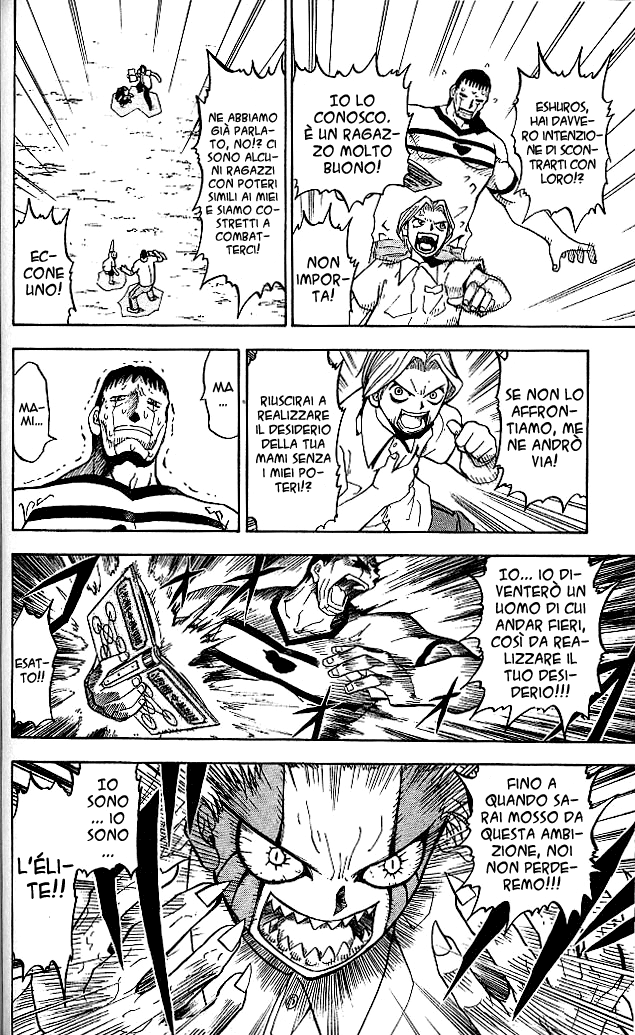 ESHUROS,
HAI DAVVE-
RO INTENZIO-
NE DI SCON-
TRARTI CON
LORO!?
IO LO
CONOSCO.
È UN RAGAZ-
ZO MOLTO
BUONO!
NON
IMPOR-
TA!
NE ABBIAMO
GIÀ PARLA-
TO, NO!? CI
SONO ALCU-
NI RAGAZZI
CON POTERI
SIMILI AI MIEI
E SIAMO CO-
STRETTI A
COMBAT-
TERCI!
EC-
CONE
UNO!
SE NON LO
AFFRON-
TIAMO, ME
NE ANDRÒ
VIA!
RIUSCIRAI A
REALIZZARE
IL DESIDERIO
DELLA TUA
MAMI SENZA
I MIEI PO-
TERI!?
MA
...
MA-
MI...
IO... IO DI-
VENTERÒ UN
UOMO DI CUI
ANDAR FIERI,
COSÌ DA REA-
LIZZARE IL
TUO DESI-
DERIO!!!
ESAT-
TO!!
FINO A
QUANDO SA-
RAI MOSSO DA
QUESTA AMBI-
ZIONE, NOI
NON PERDE-
REMO!!!
IO
SONO
... IO
SONO
...
L'ÉLI-
TE!!